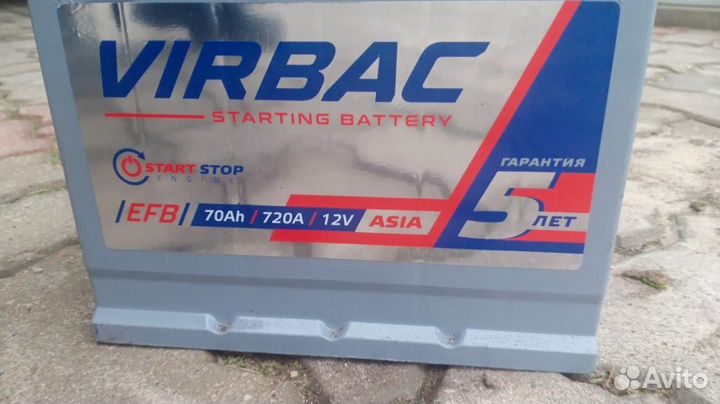 VIRBAC
STARTING BATTERY
START STOP
ENGINE
ГАРАНТИЯ
5 ЛЕТ
/EFB/ 70Ah / 720A / 12V ASIA
Avito